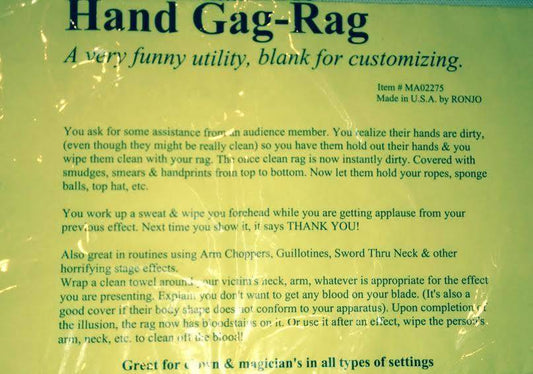 Hand Gag-Rag
A very funny utility, blank for customizing.
Item # MA02275
Made in U.S.A. by RONJO
You ask for some assistance from an audience member. You realize their hands are dirty,
(even though they might be really clean) so you have them hold out their hands & you
wipe them clean with your rag. The once clean rag is now instantly dirty. Covered with
smudges, smears & handprints from top to bottom. Now let them hold your ropes, sponge
balls, top hat, etc.
You work up a sweat & wipe you forehead while you are getting applause from your
previous effect. Next time you show it, it says THANK YOU!
Also great in routines using Arm Choppers, Guillotines, Sword Thru Neck & other
horrifying stage effects.
Wrap a clean towel around your victim's neck, arm, whatever is appropriate for the effect
you are presenting. Explain you don't want to get any blood on your blade. (It's also a
good cover if their body shape does not conform to your apparatus). Upon completion of
the illusion, the rag now has bloodstains on it. Or use it after an effect, wipe the person's
arm, neck, etc. to clean off the blood!
Great for clown & magician's in all types of settings